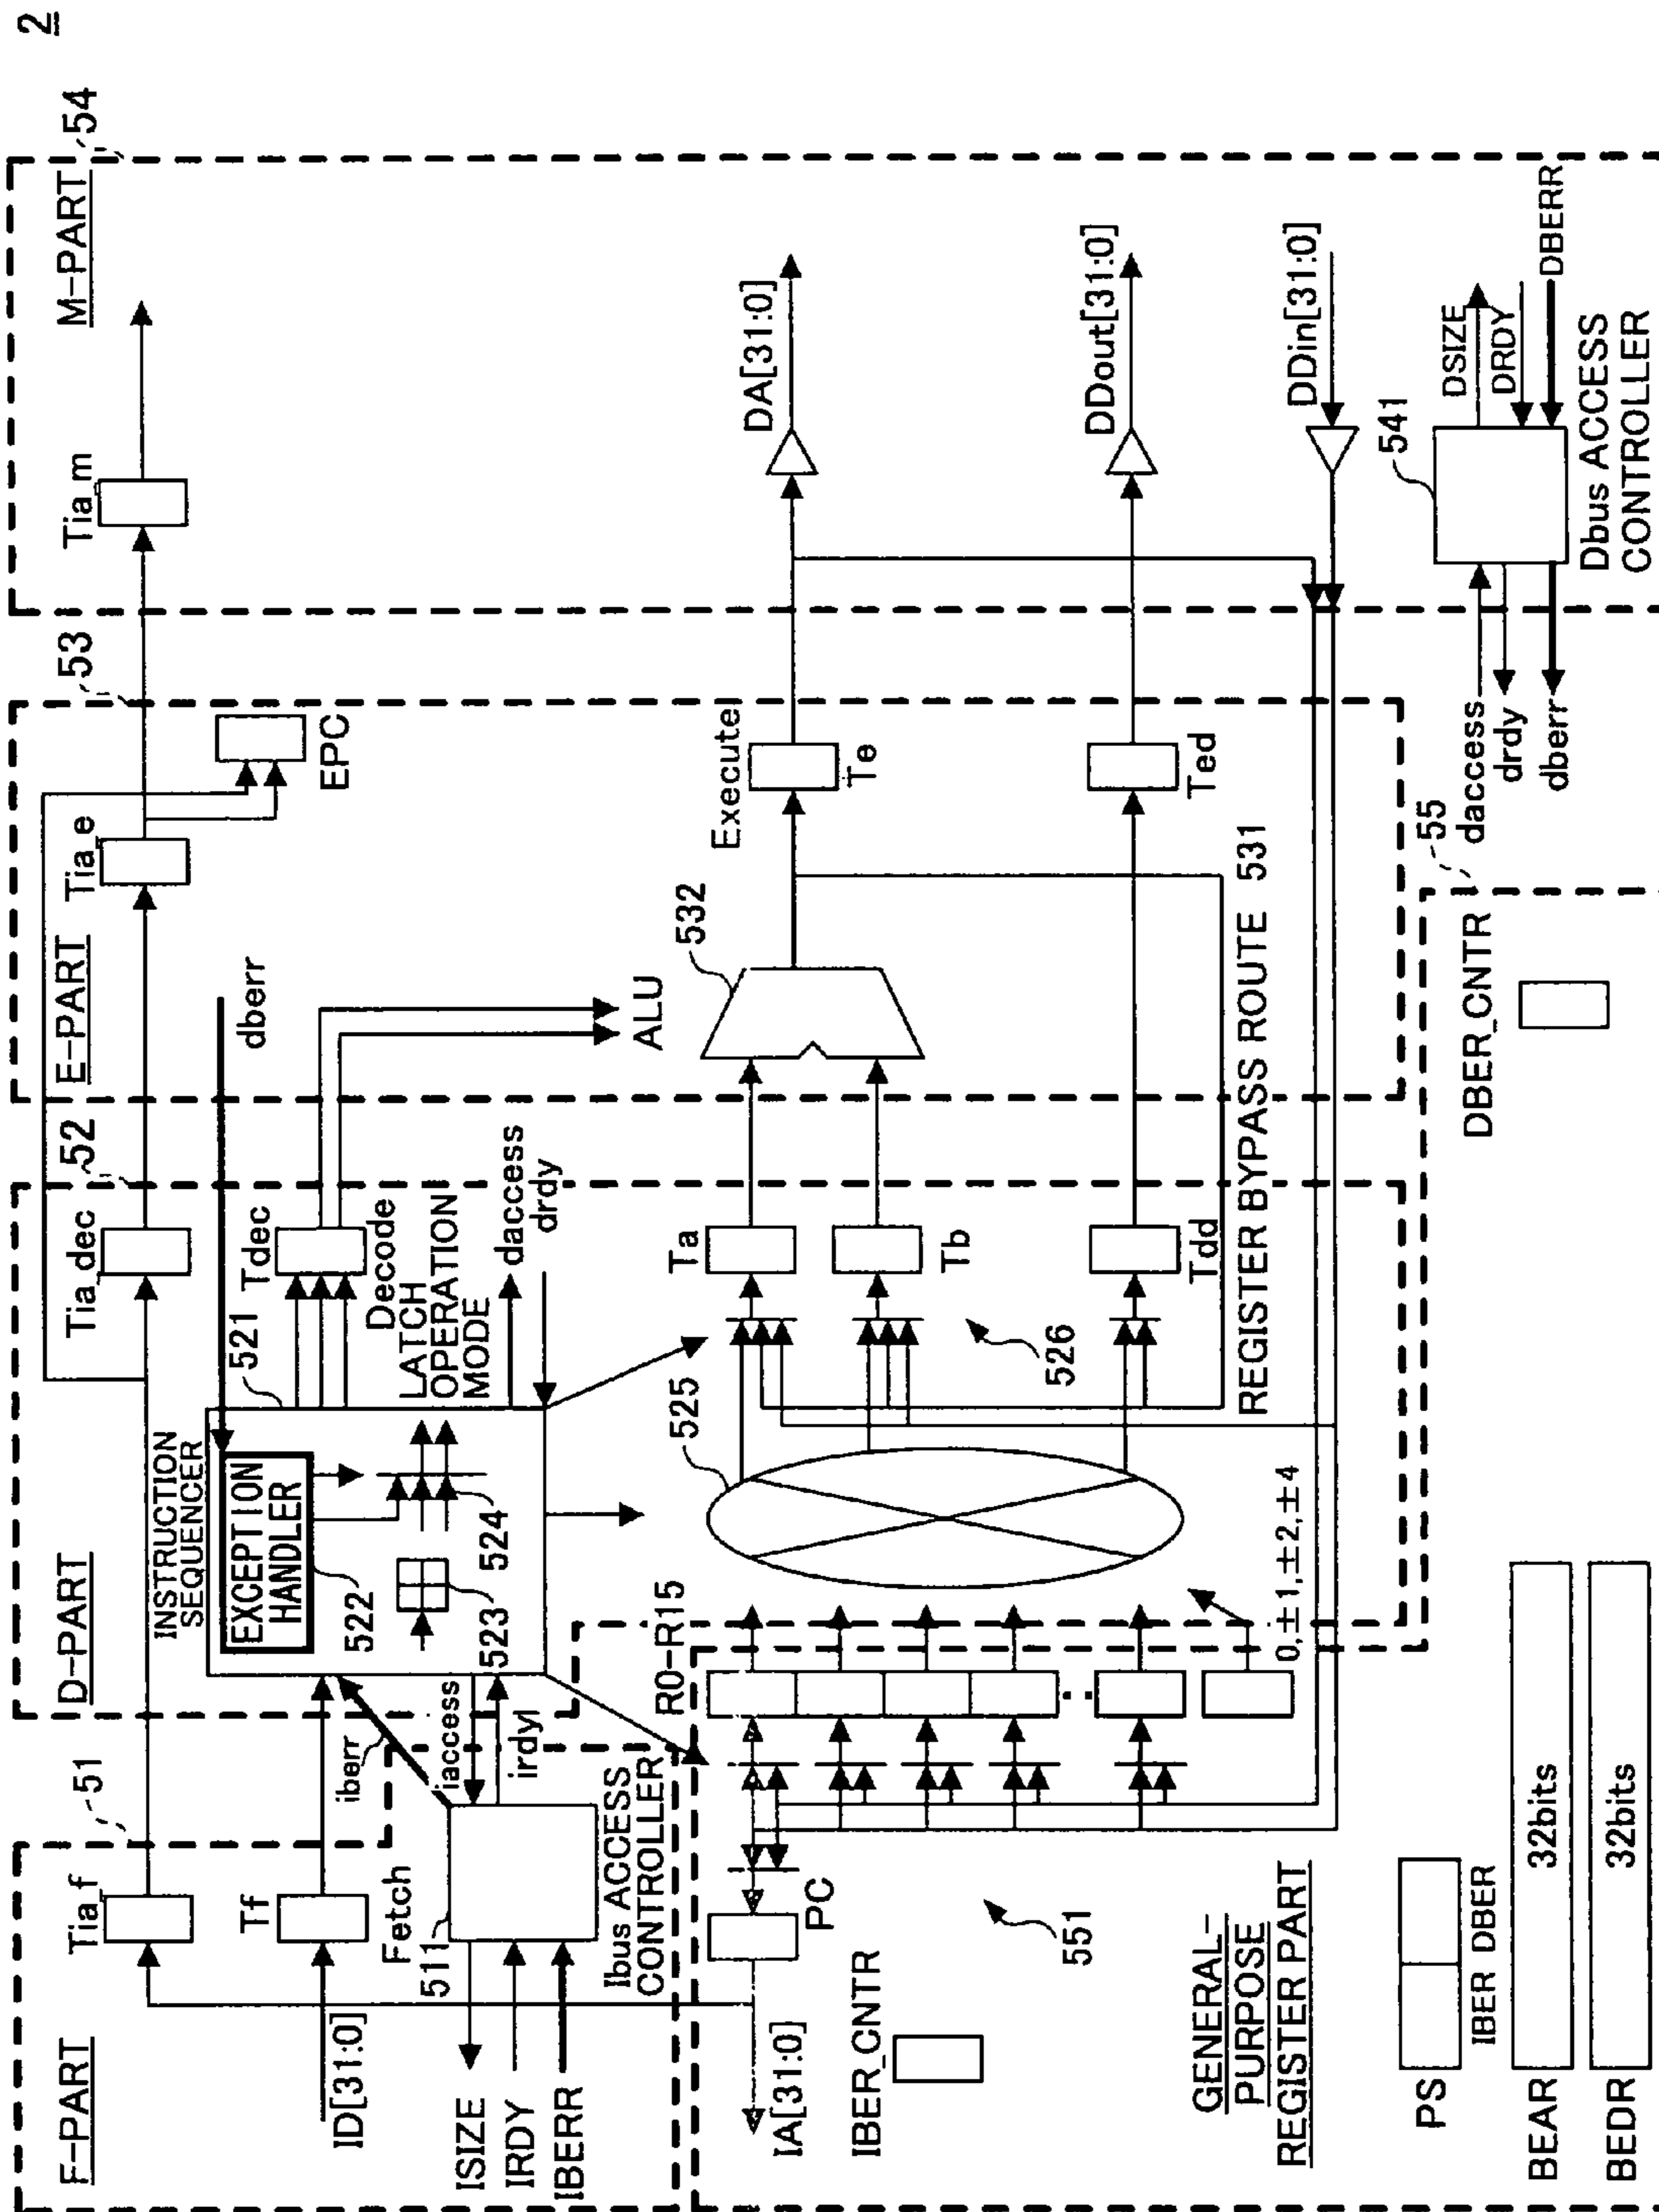 2
F-PART
51
D-PART
52
E-PART
53
M-PART
54
Tia_f
Tia_dec
Tia_e
Tia_m
EPC
Tf
ID[31:0]
Fetch
511
ISIZE
IRDY
IBERR
Ibus ACCESS
CONTROLLER
iberr
iaccess
irdy
INSTRUCTION
SEQUENCER
521
EXCEPTION
HANDLER
522
523
524
dberr
Tdec
Decode
LATCH
OPERATION
MODE
daccess
drdy
ALU
532
Execute
Te
DA[31:0]
Ta
Tb
Tdd
Ted
DDout[31:0]
DDin[31:0]
525
526
REGISTER BYPASS ROUTE 531
R0-R15
0,±1,±2,±4
PC
IA[31:0]
IBER_CNTR
551
GENERAL-
PURPOSE
REGISTER PART
55
DBER_CNTR
daccess
drdy
dberr
541
DSIZE
DRDY
DBERR
Dbus ACCESS
CONTROLLER
PS
IBER DBER
BEAR
32bits
BEDR
32bits